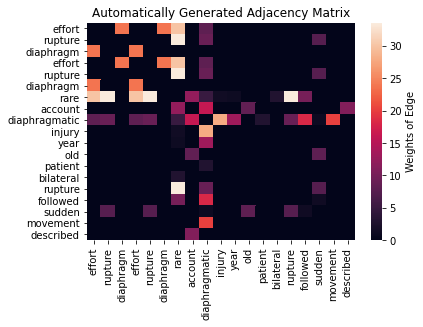 Automatically Generated Adjacency Matrix
effort
rupture
diaphragm
effort
rupture
diaphragm
rare
account
diaphragmatic
injury
year
old
patient
bilateral
rupture
followed
sudden
movement
described
effort
rupture
diaphragm
effort
rupture
diaphragm
rare
account
diaphragmatic
injury
year
old
patient
bilateral
rupture
followed
sudden
movement
described
30
25
20
15
10
5
0
Weights of Edge